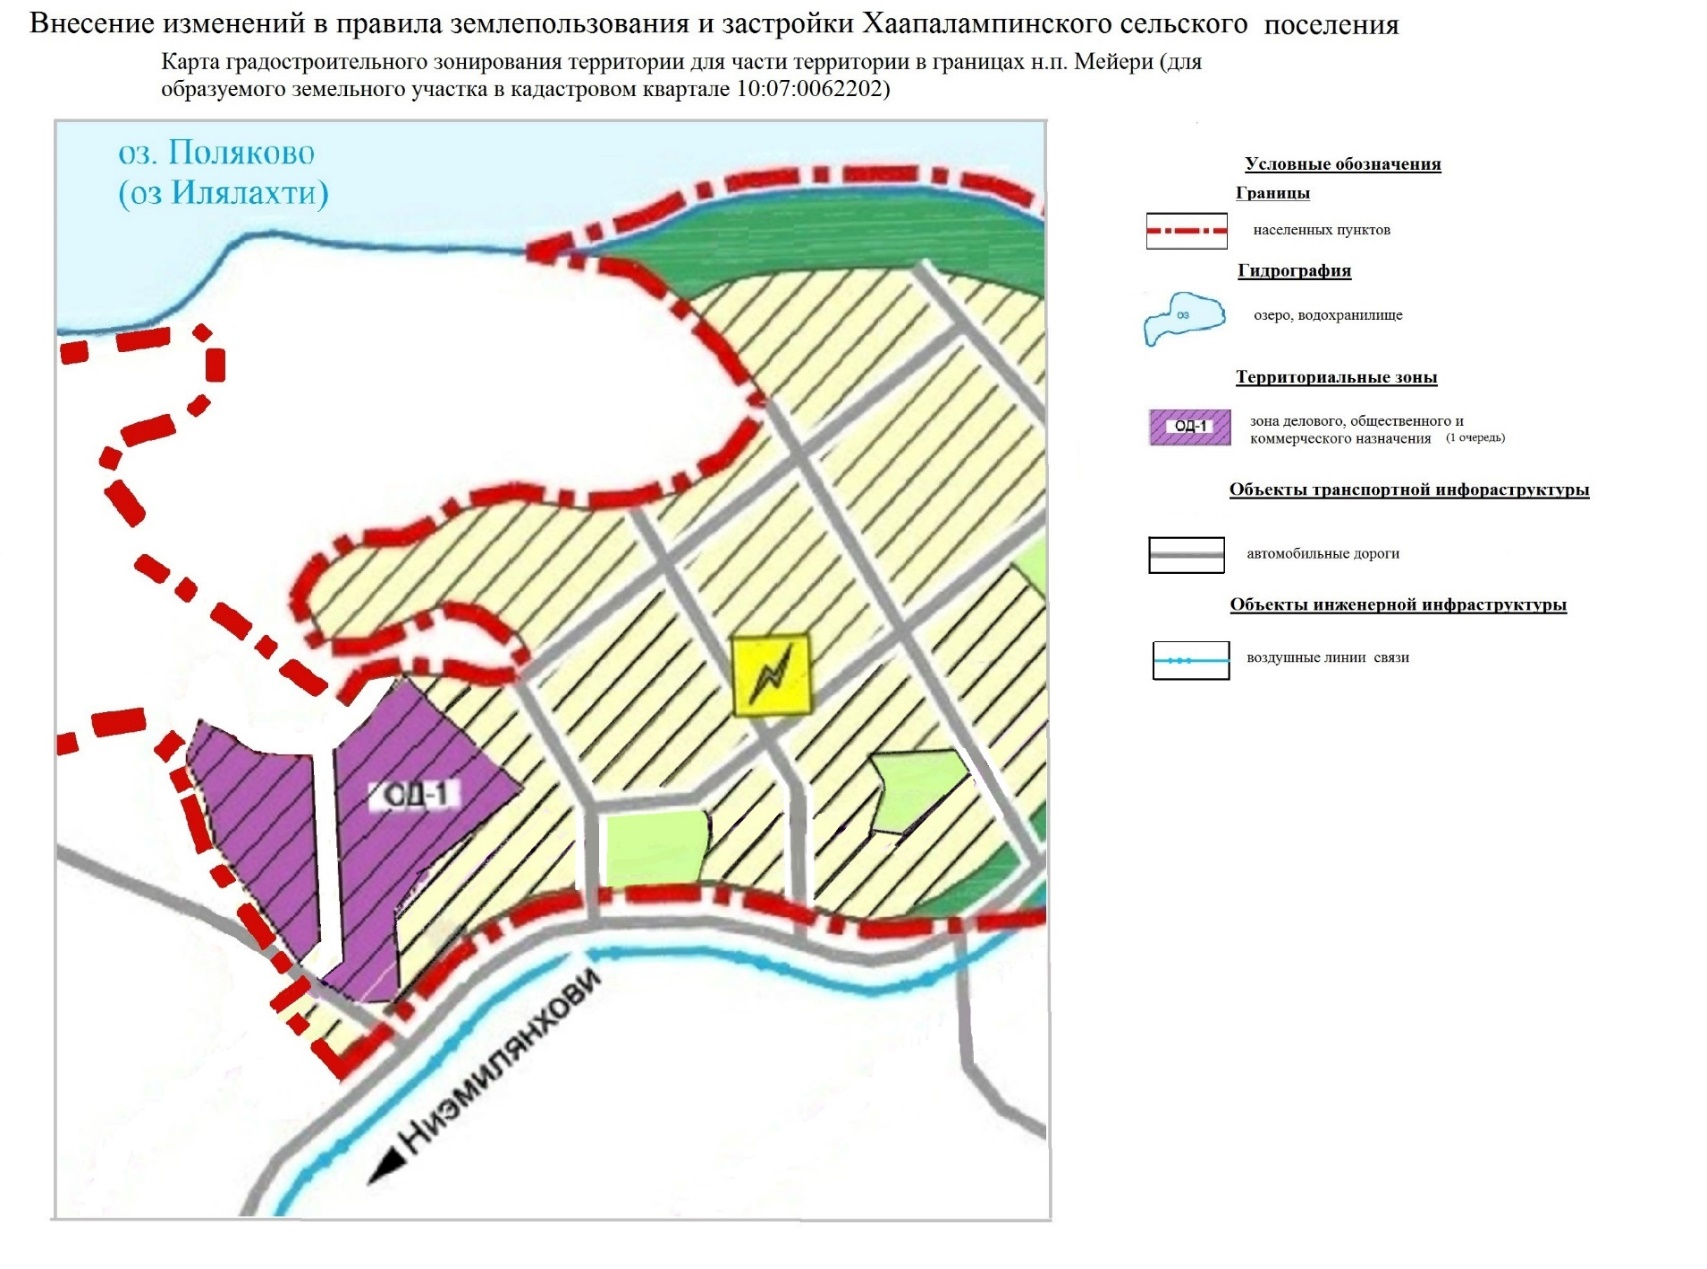 Внесение изменений в правила землепользования и застройки Хаапалампинского сельского поселения
Карта градостроительного зонирования территории для части территории в границах н.п. Мейери (для
образуемого земельного участка в кадастровом квартале 10:07:0062202)
оз. Поляково
(оз Илялахти)
ОД-1
Ниэмилянхови
Условные обозначения
Границы
населенных пунктов
Гидрография
оз
озеро, водохранилище
Территориальные зоны
ОД-1
зона делового, общественного и
коммерческого назначения (1 очередь)
Объекты транспортной инфораструктуры
автомобильные дороги
Объекты инженерной инфраструктуры
воздушные линии связи